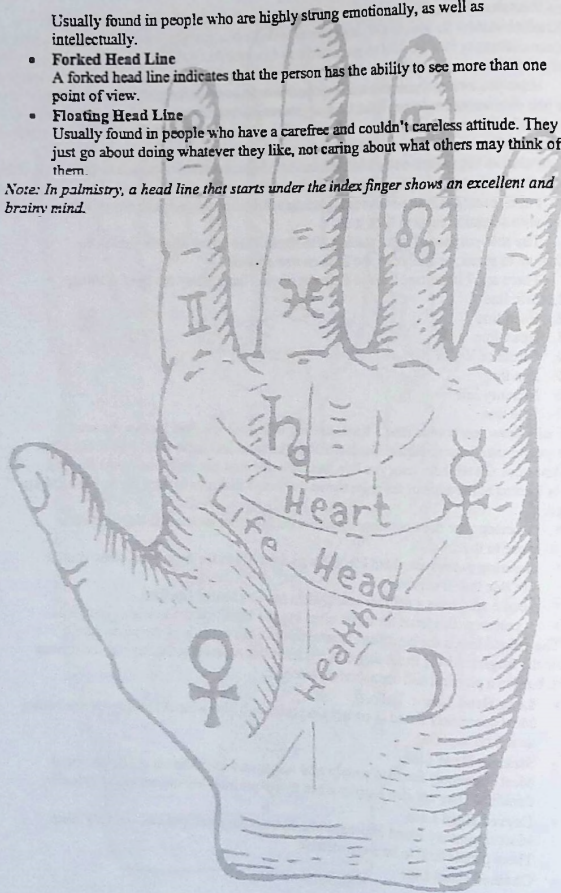 Usually found in people who are highly strung emotionally, as well as
intellectually.
▪ Forked Head Line
A forked head line indicates that the person has the ability to see more than one
point of view.
▪ Floating Head Line
Usually found in people who have a carefree and couldn't careless attitude. They
just go about doing whatever they like, not caring about what others may think of
them.
Note: In palmistry, a head line that starts under the index finger shows an excellent and
brainy mind.
Heart
Life
Head
Health